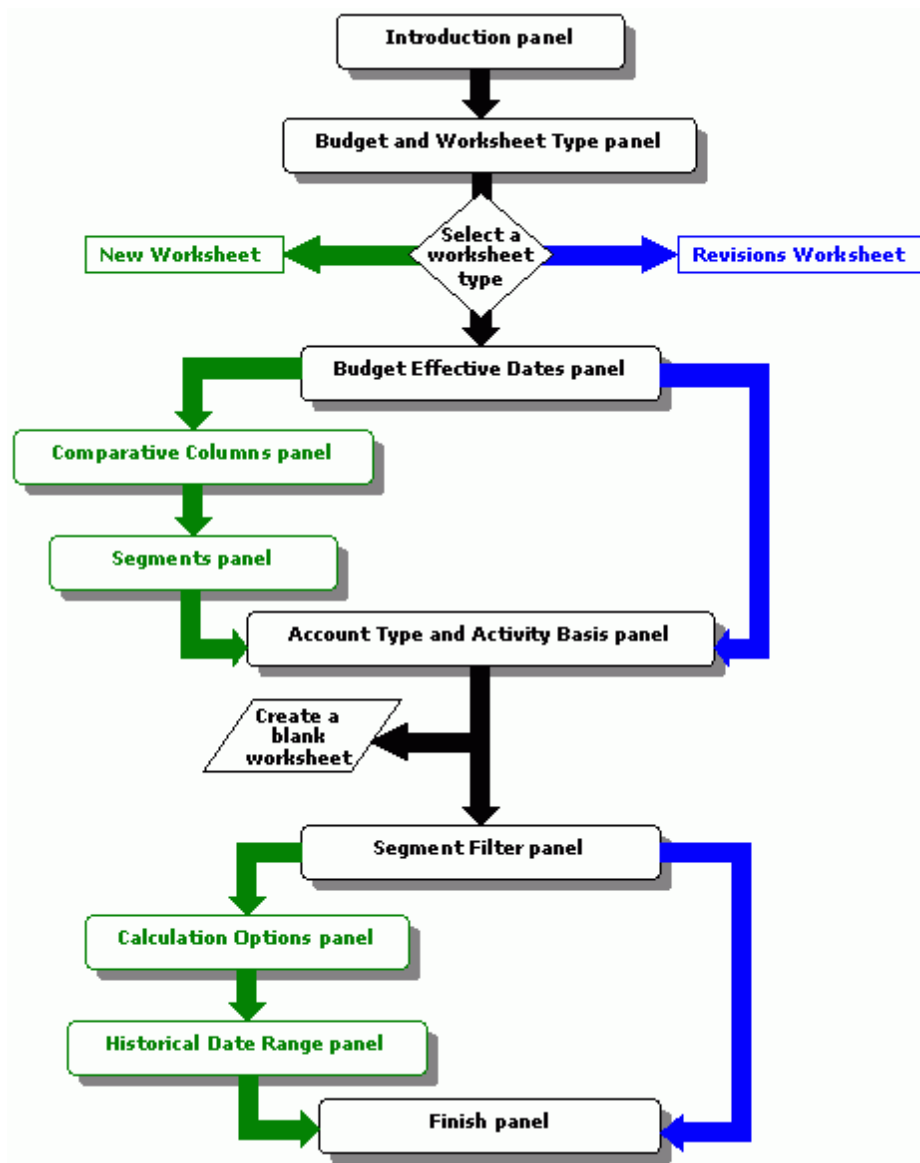 Introduction panel
Budget and Worksheet Type panel
New Worksheet
Select a
worksheet
type
Revisions Worksheet
Budget Effective Dates panel
Comparative Columns panel
Segments panel
Account Type and Activity Basis panel
Create a
blank
worksheet
Segment Filter panel
Calculation Options panel
Historical Date Range panel
Finish panel